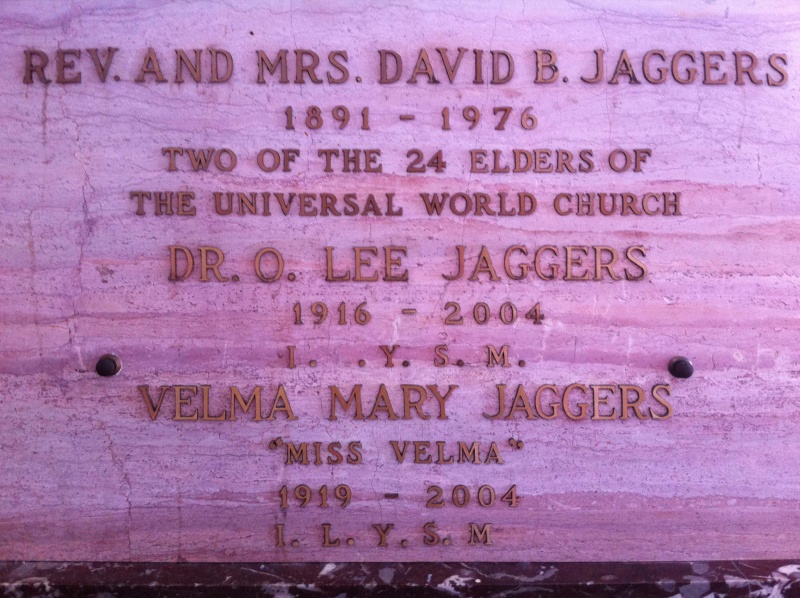 REV. AND MRS. DAVID B. JAGGERS
1891 - 1976
TWO OF THE 24 ELDERS OF
THE UNIVERSAL WORLD CHURCH
DR. O. LEE JAGGERS
1916 - 2004
I. .Y. S. M.
VELMA MARY JAGGERS
"MISS VELMA"
1919 - 2004
I. L. Y. S. M